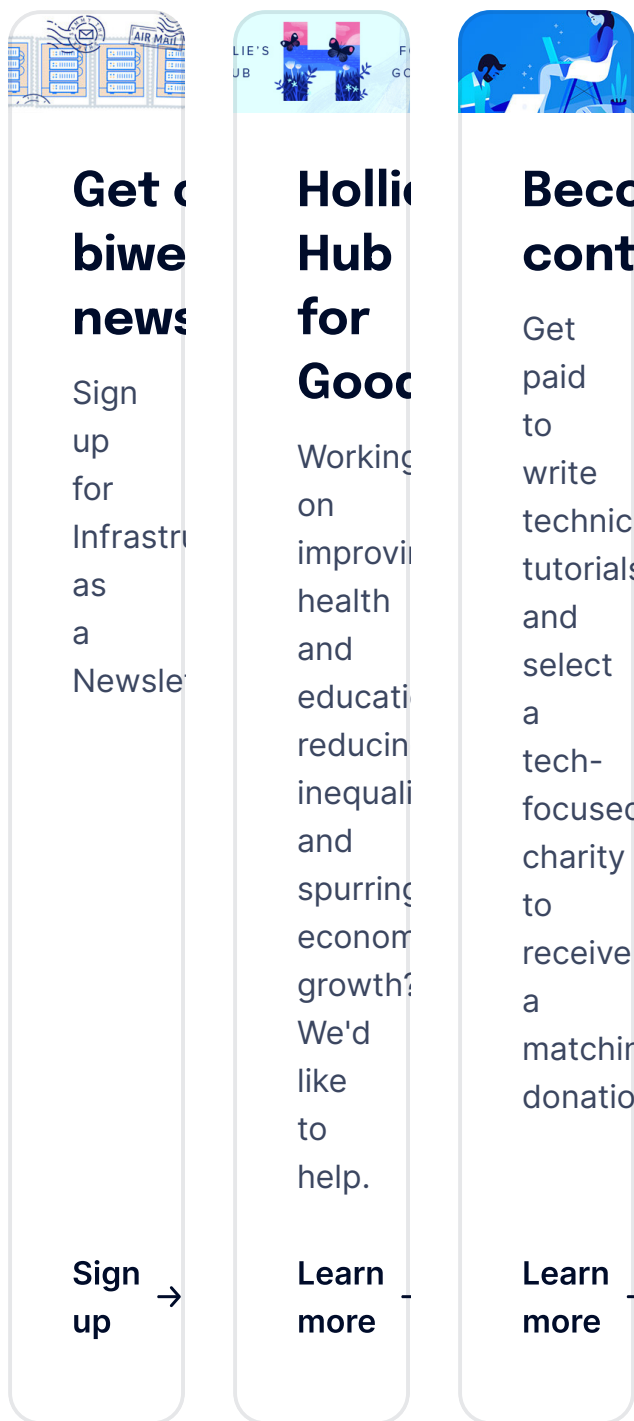 AIR MAIL
Get
biwe
news
Sign
up
for
Infrastru
as
a
Newslet
Sign
up
LIE'S
UB
H
FO
GO
Hollie
Hub
for
Good
Working
on
improvin
health
and
educatio
reducin
inequali
and
spurring
econom
growth?
We'd
like
to
help.
Learn
more
Beco
cont
Get
paid
to
write
technic
tutorials
and
select
a
tech-
focused
charity
to
receive
a
matchin
donatio
Learn
more